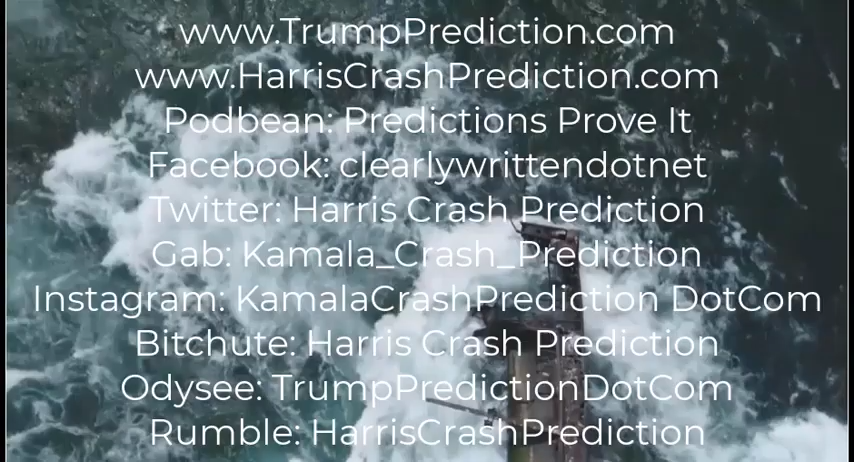 www.TrumpPrediction.com
www.HarrisCrashPrediction.com
Podbean: Predictions Prove It
Facebook: clearlywrittendotnet
Twitter: Harris Crash Prediction
Gab: Kamala_Crash_Prediction
Instagram: KamalaCrashPrediction DotCom
Bitchute: Harris Crash Prediction
Odysee: TrumpPredictionDotCom
Rumble: HarrisCrashPrediction